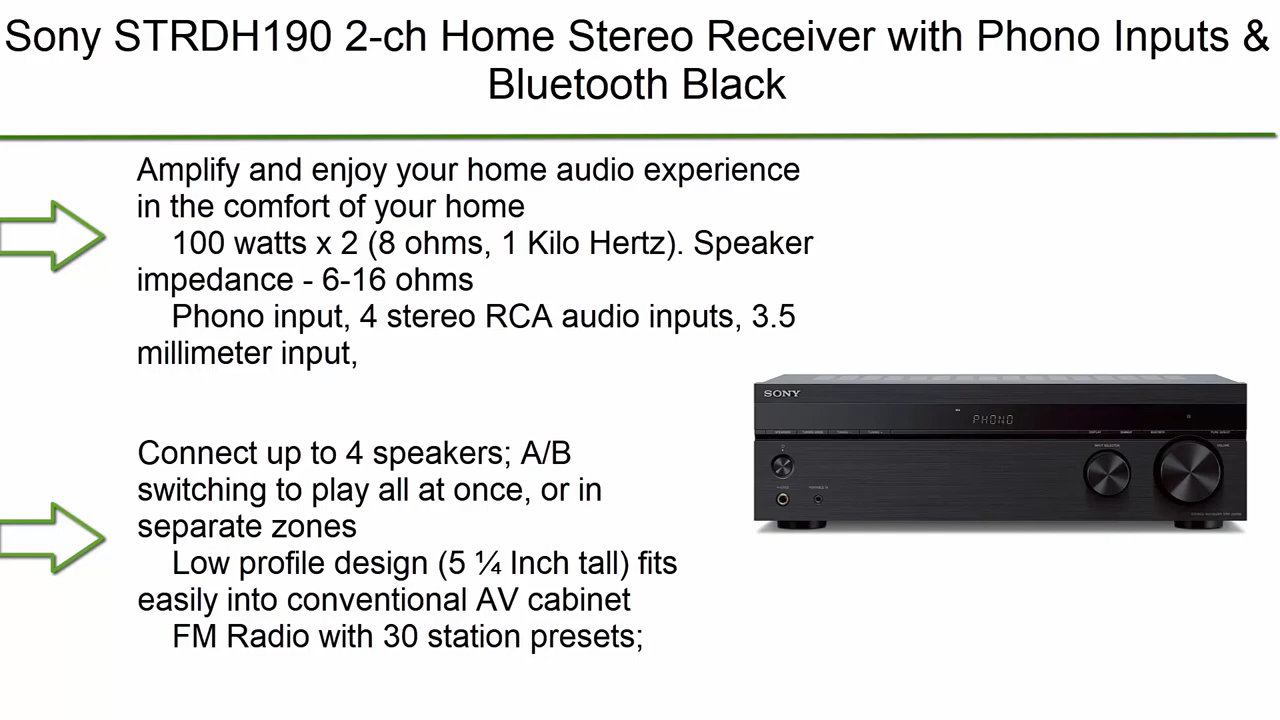 Sony STRDH190 2-ch Home Stereo Receiver with Phono Inputs &
Bluetooth Black
Amplify and enjoy your home audio experience
in the comfort of your home
100 watts x 2 (8 ohms, 1 Kilo Hertz). Speaker
impedance - 6-16 ohms
Phono input, 4 stereo RCA audio inputs, 3.5
millimeter input,
Connect up to 4 speakers; A/B
switching to play all at once, or in
separate zones
Low profile design (5 ¼ Inch tall) fits
easily into conventional AV cabinet
FM Radio with 30 station presets;
SONY
PHONO